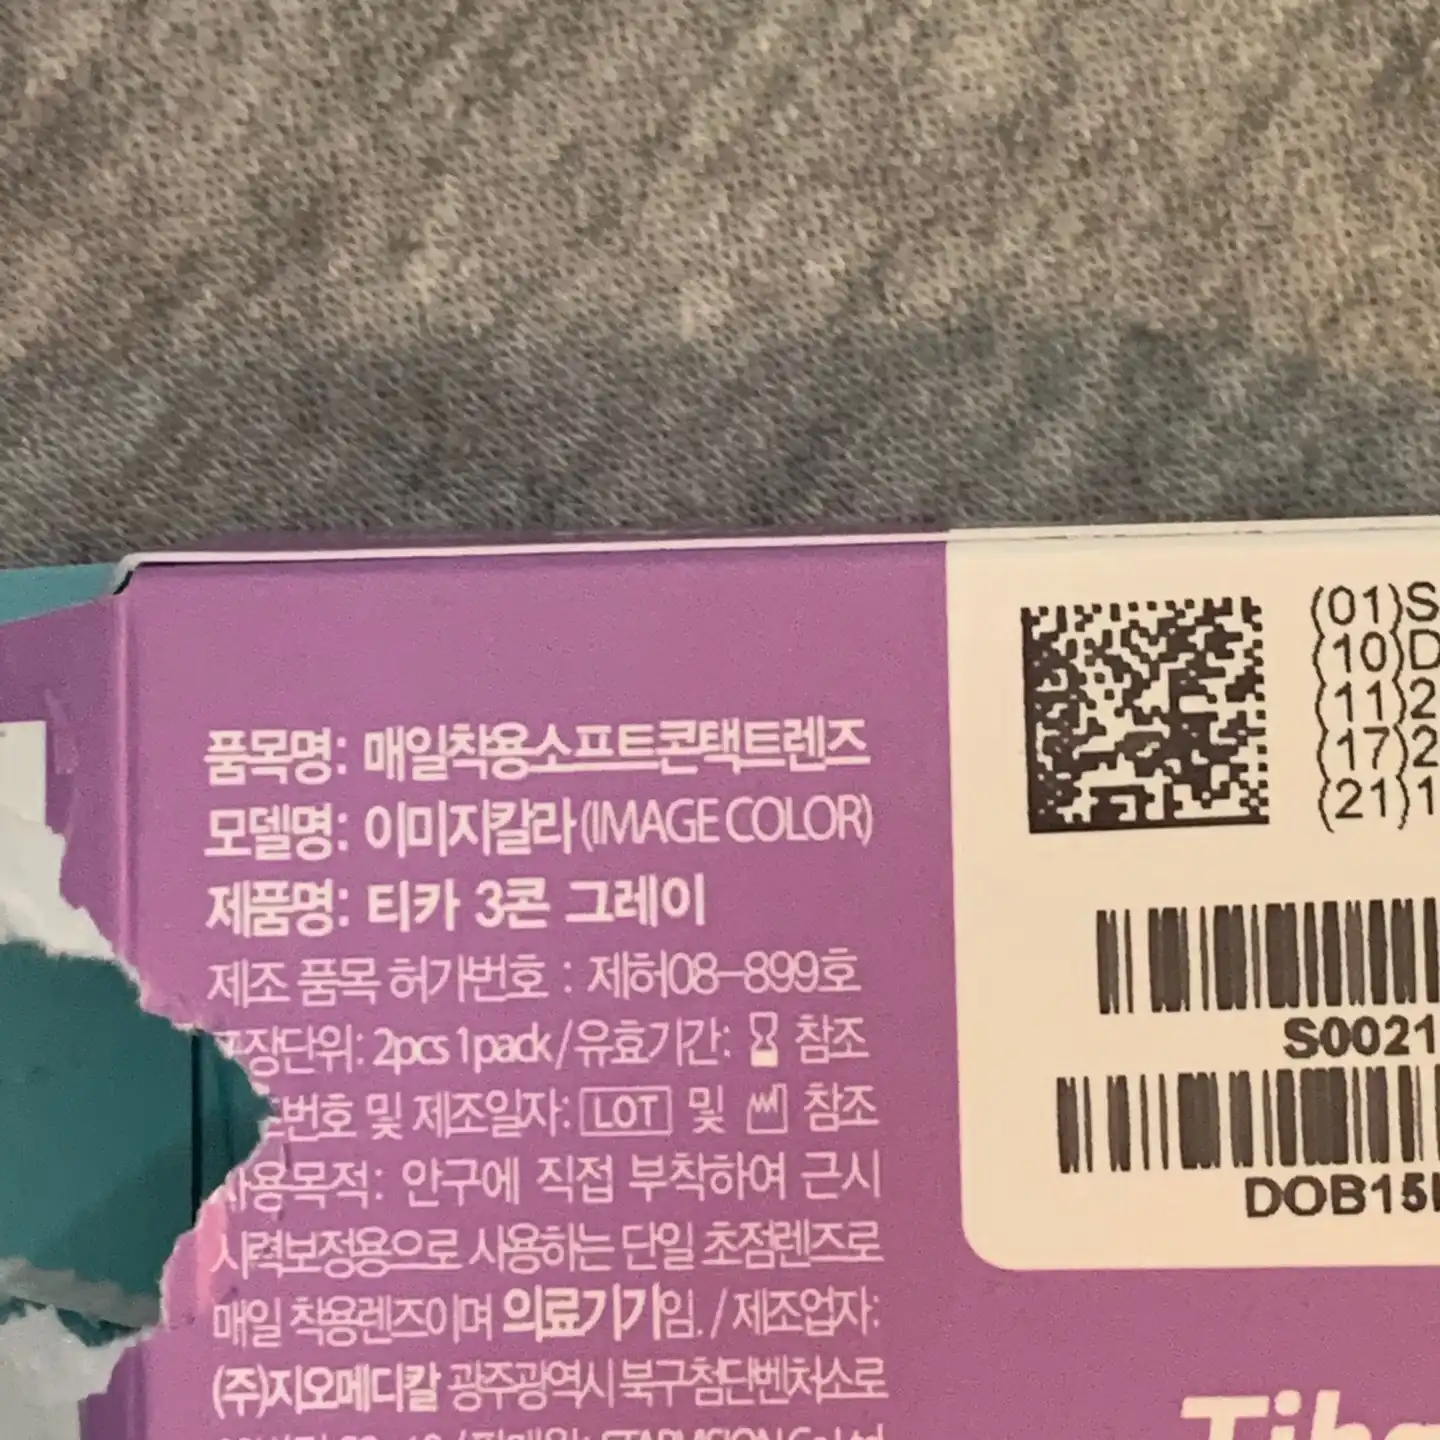 품목명: 매일착용소프트콘택트렌즈
모델명: 이미지칼라(IMAGE COLOR)
제품명: 티카 3콘 그레이
제조 품목 허가번호 : 제허08-899호
포장단위: 2pcs 1pack / 유효기간: 참조
번호 및 제조일자: LOT 및 참조
사용목적: 안구에 직접 부착하여 근시
시력보정용으로 사용하는 단일 초점렌즈로
매일 착용렌즈이며 의료기기임. / 제조업자:
(주)지오메디칼 광주광역시 북구첨단벤처소로
(01)S
(10)D
(11)2
(17)2
(21)1
S0021
DOB15